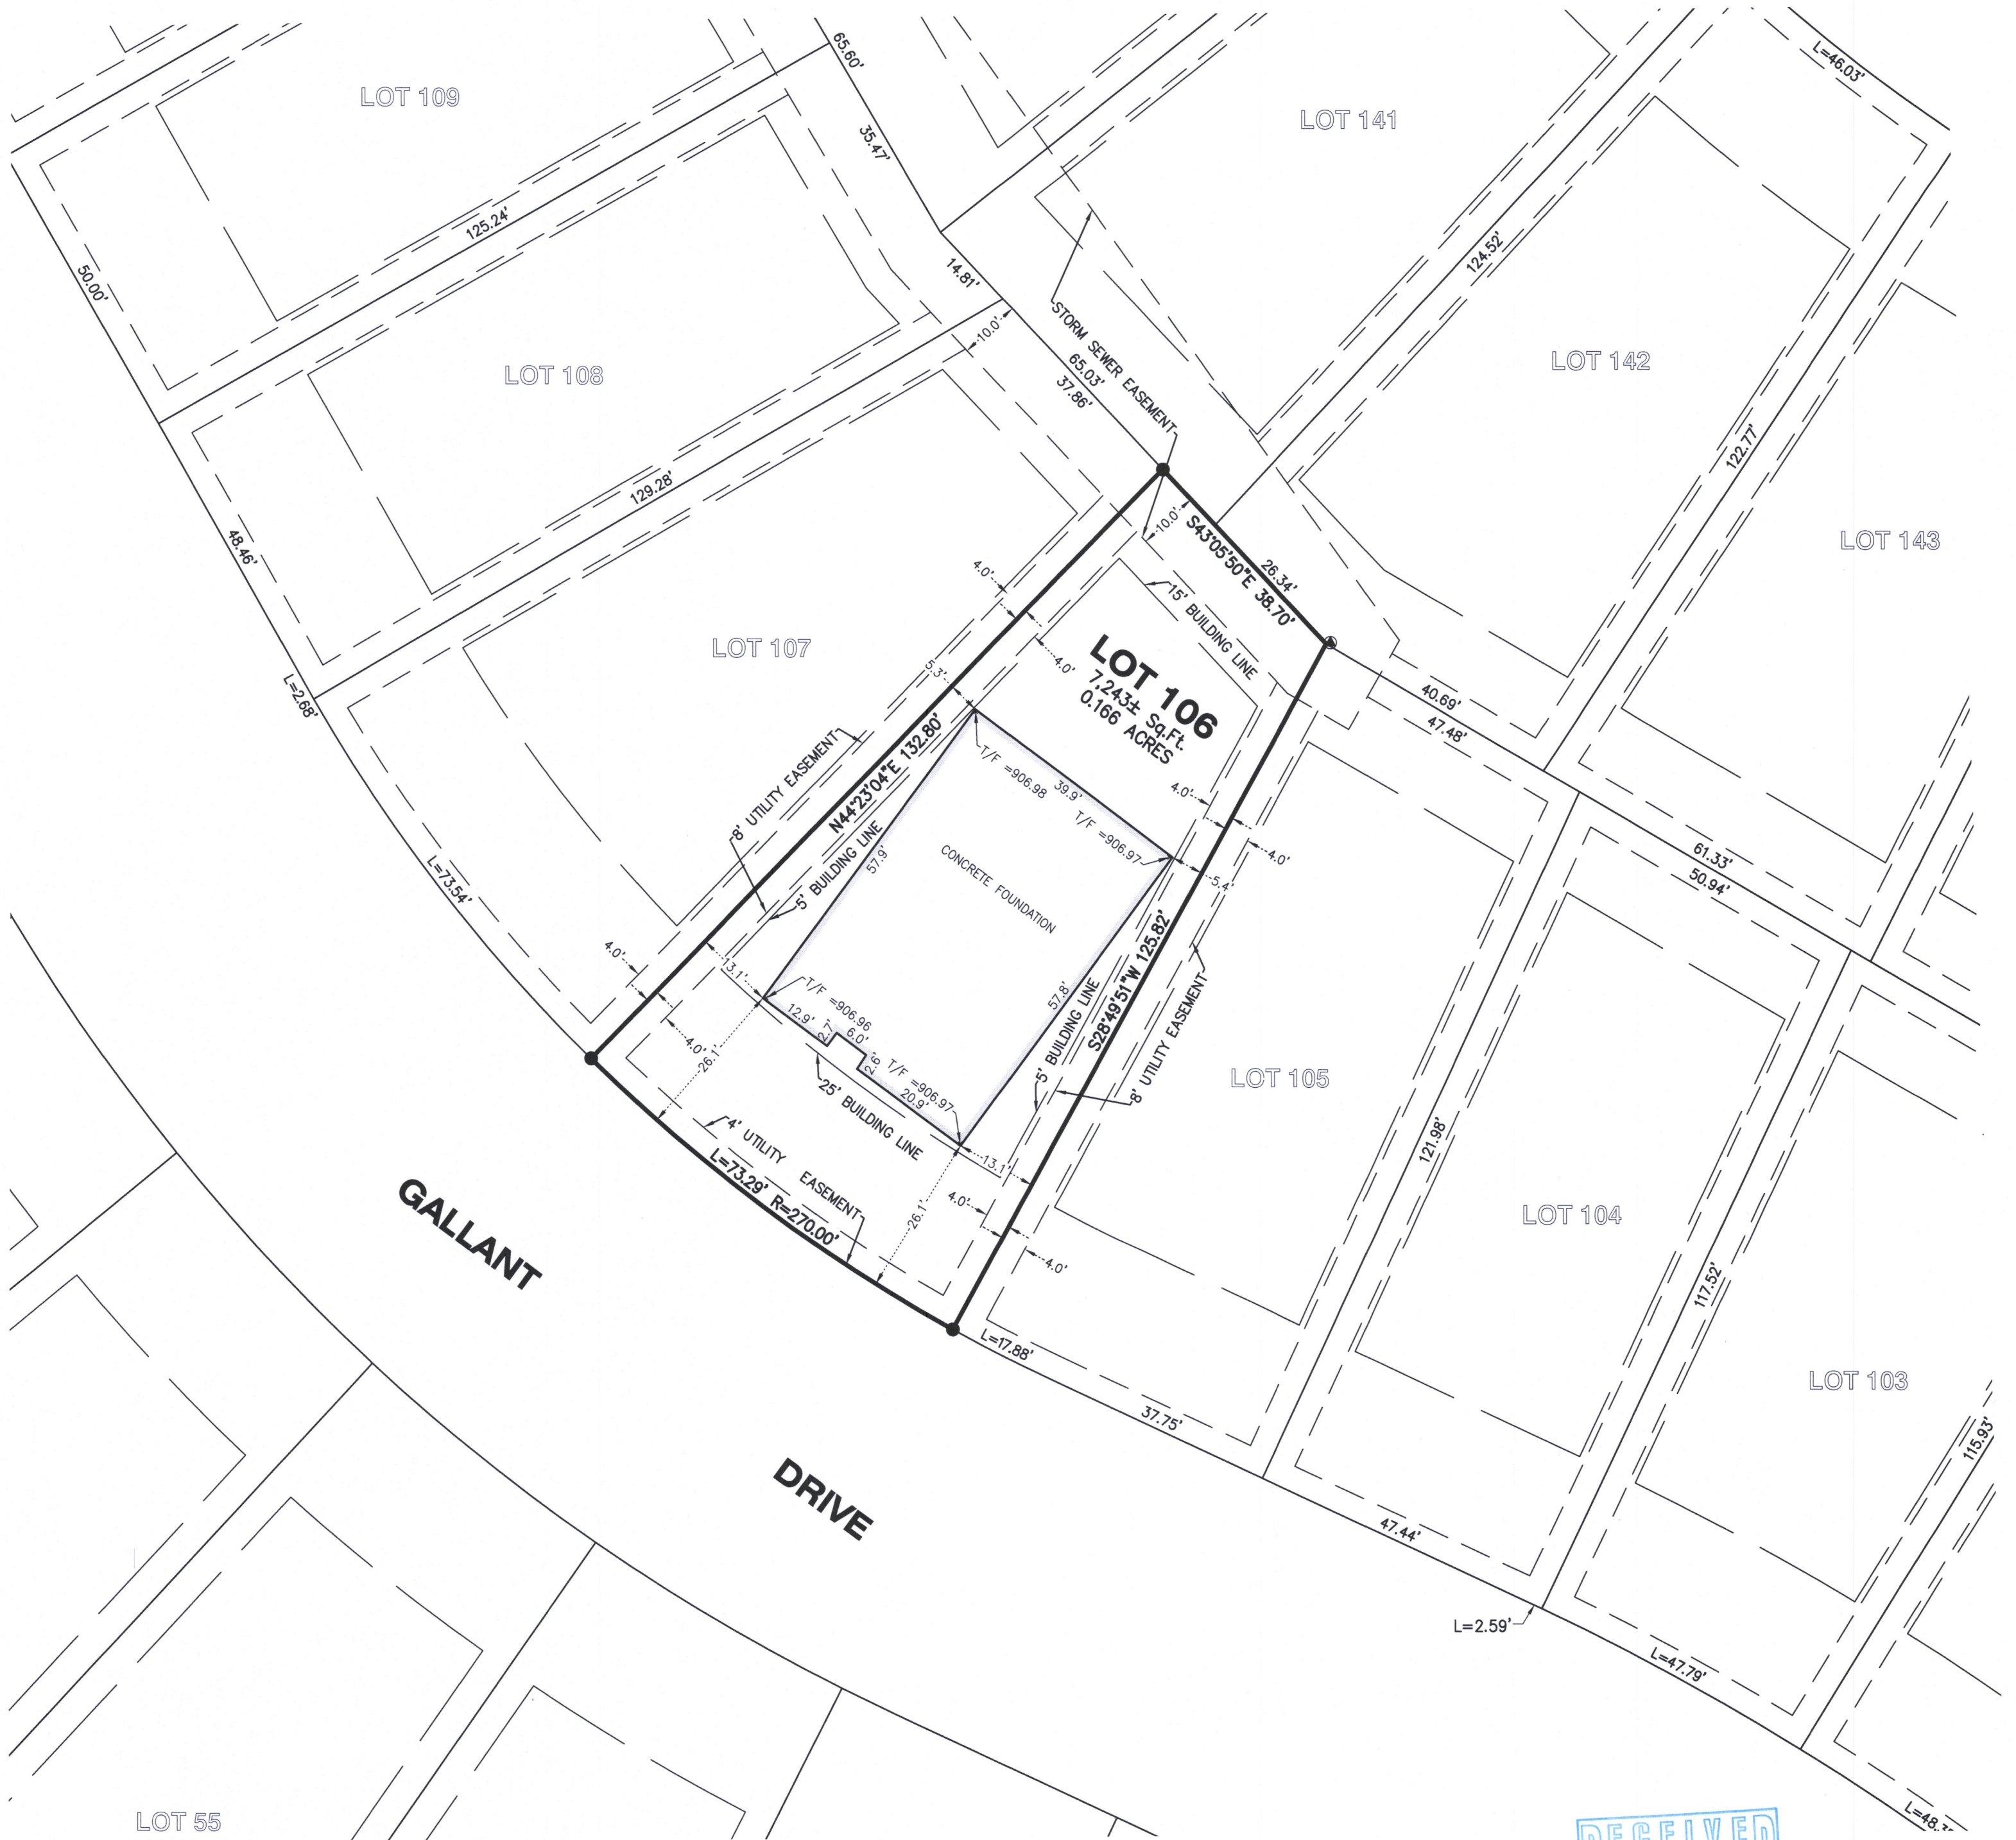 65.60'
L=46.03'
LOT 109
LOT 141
35.47'
125.24'
124.52'
50.00'
14.81'
10.0'
STORM SEWER EASEMENT
65.03'
37.86'
LOT 108
LOT 142
122.77'
129.28'
LOT 143
48.46'
10.0'
S43°05'50"E 38.70'
26.34'
4.0'
15' BUILDING LINE
LOT 107
4.0'
LOT 106
7,243± Sq.Ft.
0.166 ACRES
5.3'
L=2.68'
40.69'
47.48'
8' UTILITY EASEMENT
N44°23'04"E 132.80'
T/F =906.98
39.9'
T/F =906.97
4.0'
4.0'
5' BUILDING LINE
57.9'
CONCRETE FOUNDATION
5.4'
61.33'
50.94'
L=73.54'
4.0'
13.1'
T/F =906.96
57.8'
S28°49'51"W 125.82'
5' BUILDING LINE
8' UTILITY EASEMENT
12.9'
2.7'
6.0'
2.6'
T/F =906.97
20.9'
4.0'
26.1'
25' BUILDING LINE
LOT 105
4' UTILITY EASEMENT
L=73.29' R=270.00'
13.1'
4.0'
26.1'
4.0'
121.98'
LOT 104
117.52'
GALLANT
L=17.88'
LOT 103
37.75'
115.93'
DRIVE
47.44'
L=2.59'
L=47.79'
LOT 55
RECEIVED